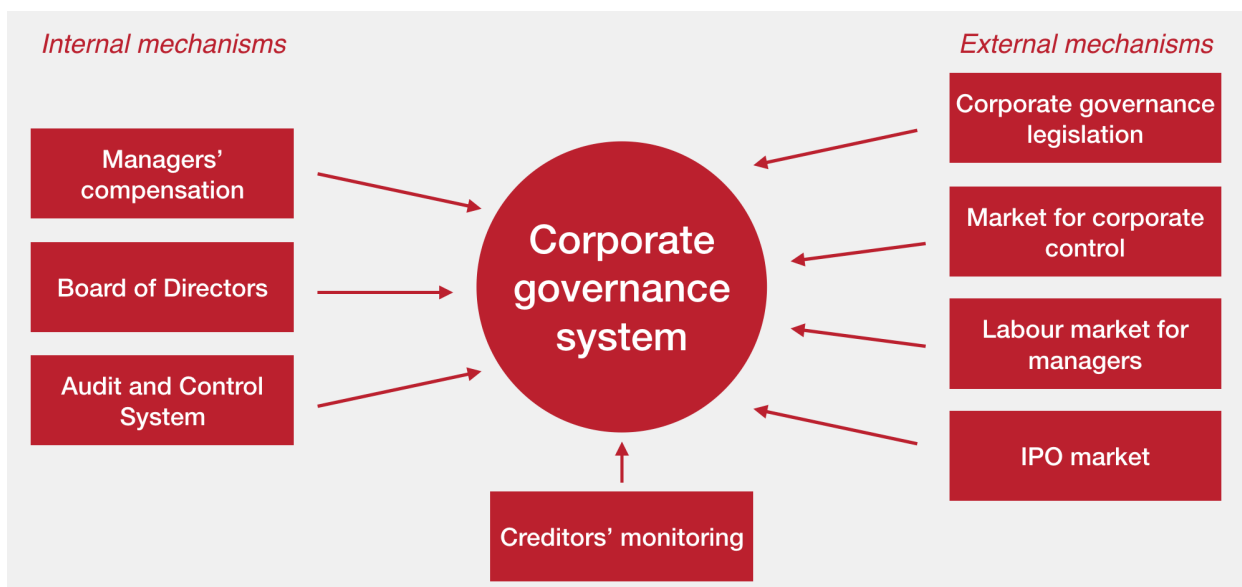 Internal mechanisms
External mechanisms
Managers’
compensation
Board of Directors
Audit and Control
System
Corporate
governance
system
Creditors’ monitoring
Corporate governance
legislation
Market for corporate
control
Labour market for
managers
IPO market